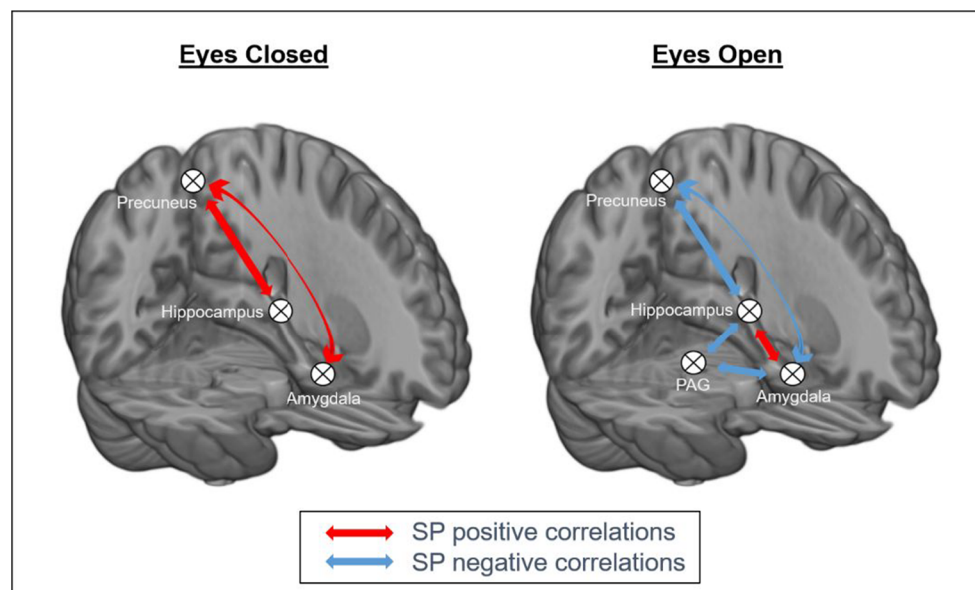 Eyes Closed
Precuneus
Hippocampus
Amygdala
Eyes Open
Precuneus
Hippocampus
PAG
Amygdala
SP positive correlations
SP negative correlations